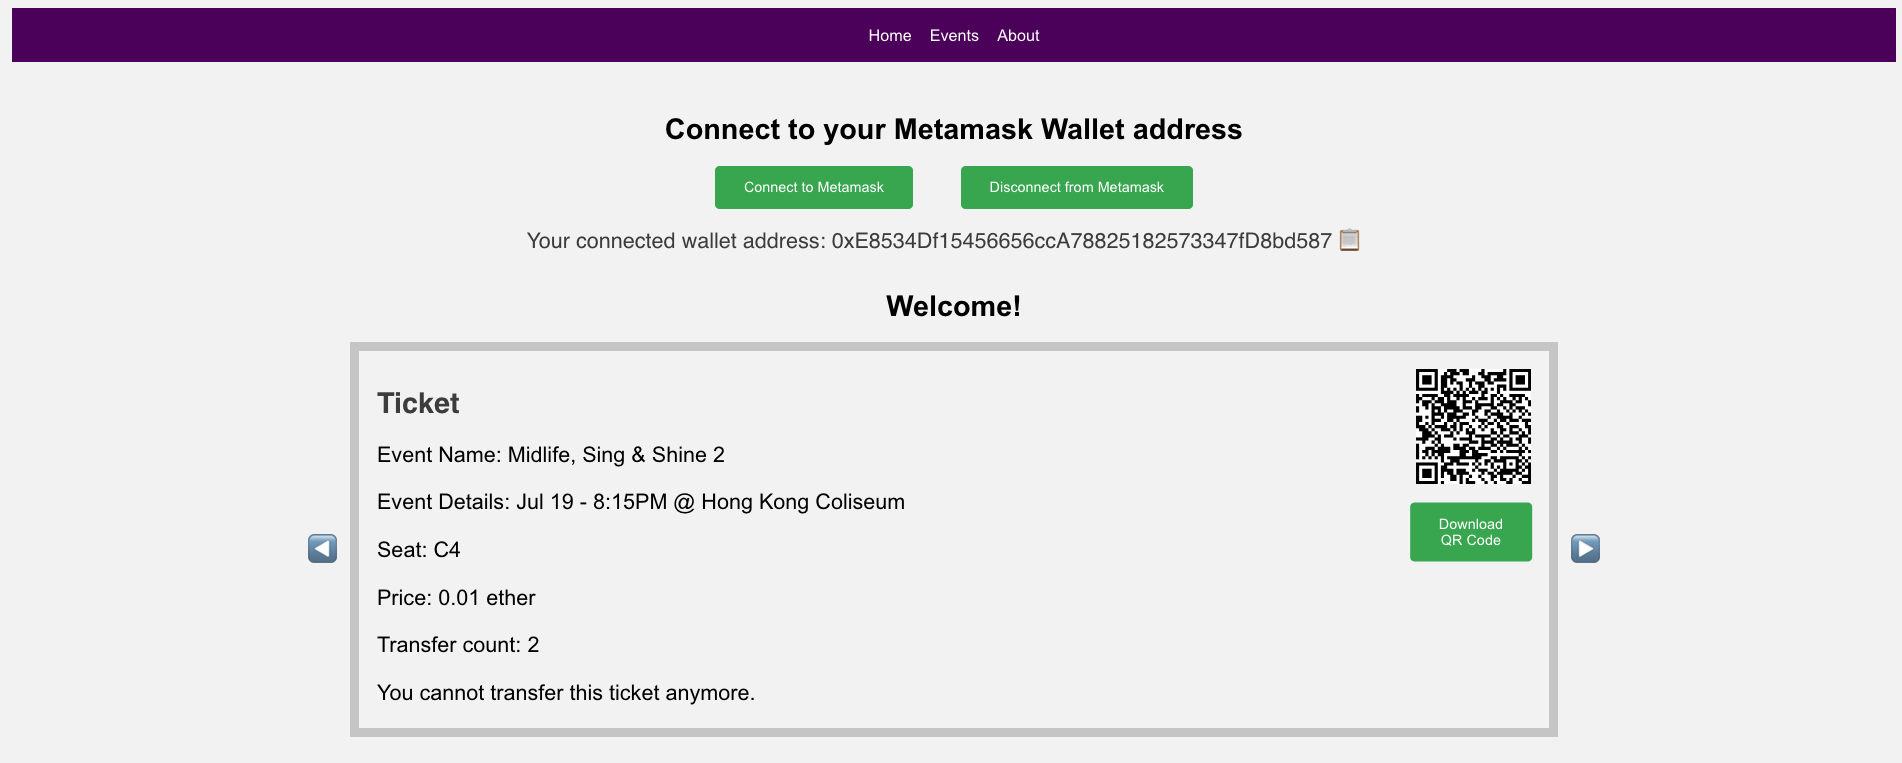 Home Events About
Connect to your Metamask Wallet address
Connect to Metamask Disconnect from Metamask
Your connected wallet address: 0xE8534Df15456656ccA78825182573347fD8bd587
Welcome!
Ticket
Event Name: Midlife, Sing & Shine 2
Event Details: Jul 19 - 8:15PM @ Hong Kong Coliseum
Seat: C4
Price: 0.01 ether
Transfer count: 2
You cannot transfer this ticket anymore.
Download
QR Code